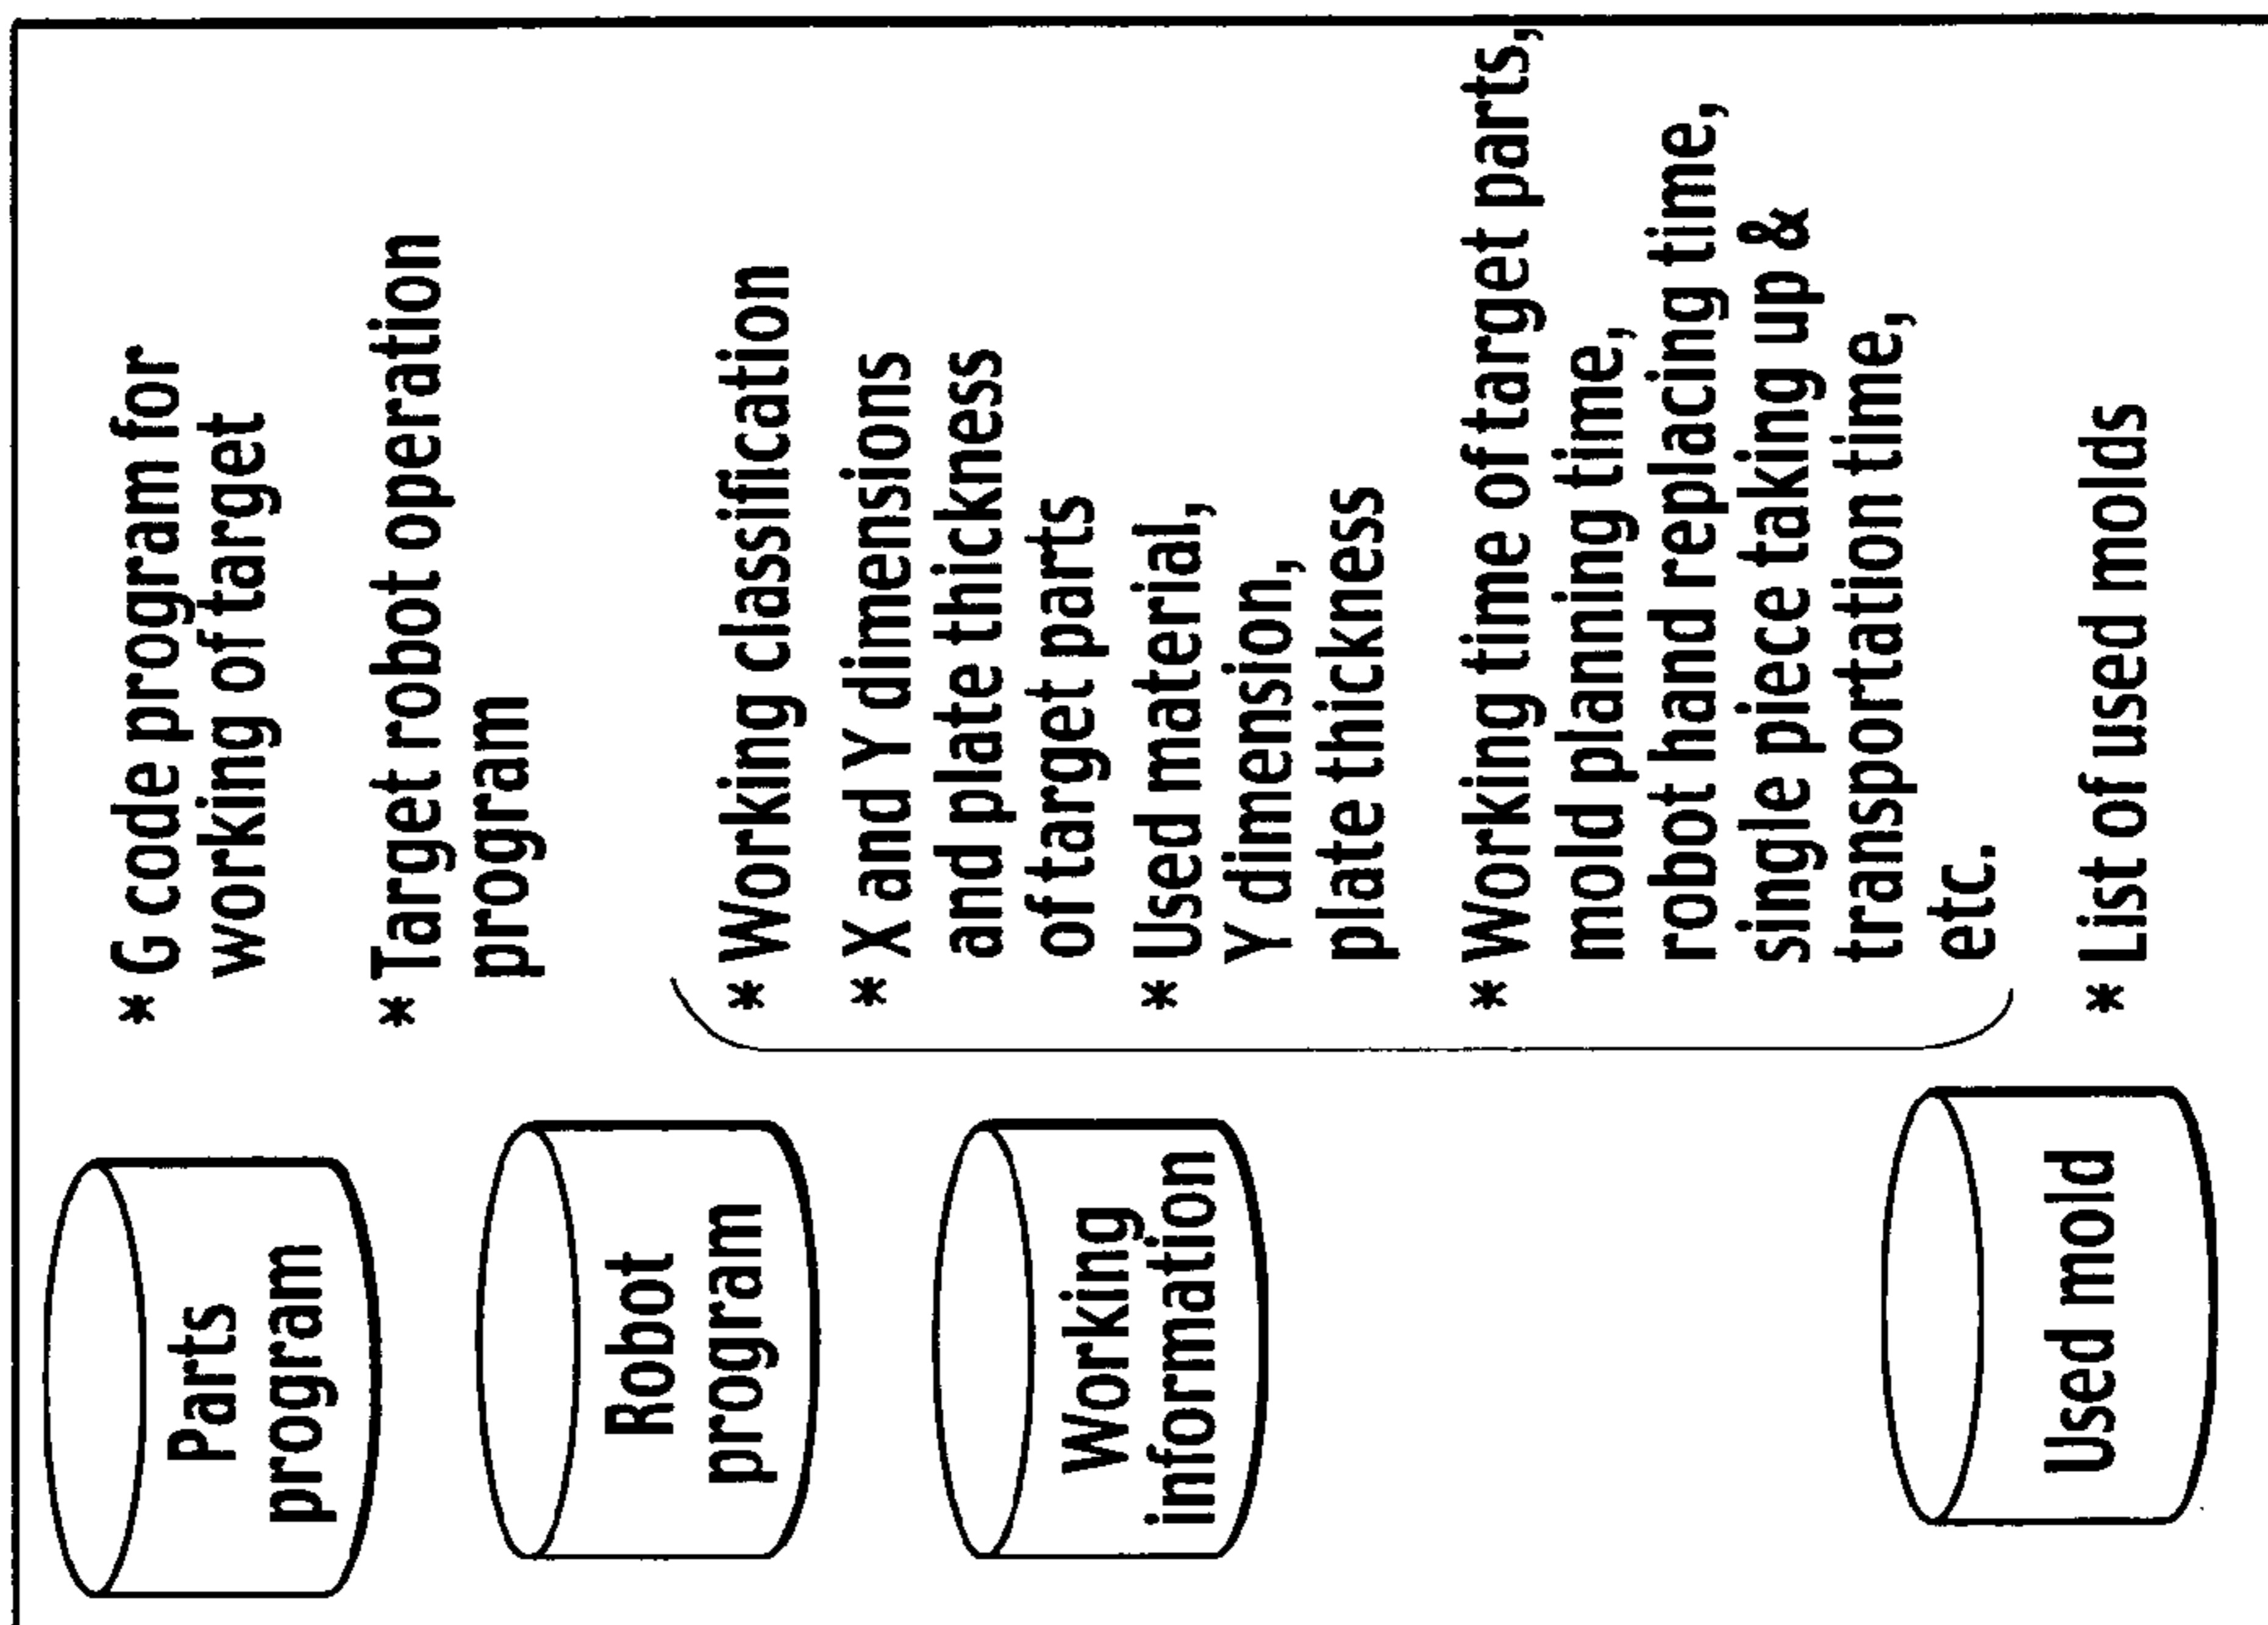 Parts
program
* G code program for
working of target
Robot
program
* Target robot operation
program
Working
information
* Working classification
* X and Y dimensions
and plate thickness
of target parts
* Used material,
Y dimension,
plate thickness
* Working time of target parts,
mold planning time,
robot hand replacing time,
single piece taking up &
transportation time,
etc.
Used mold
* List of used molds